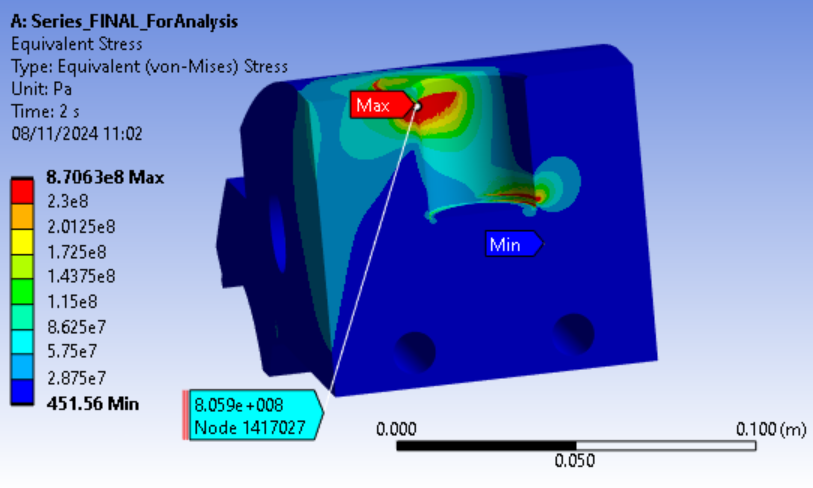 A: Series_FINAL_ForAnalysis
Equivalent Stress
Type: Equivalent (von-Mises) Stress
Unit: Pa
Time: 2 s
08/11/2024 11:02
Max
8.7063e8 Max
2.3e8
2.0125e8
1.725e8
1.4375e8
1.15e8
8.625e7
5.75e7
2.875e7
451.56 Min
Min
8.059e+008
Node 1417027
0.000 0.100 (m)
0.050